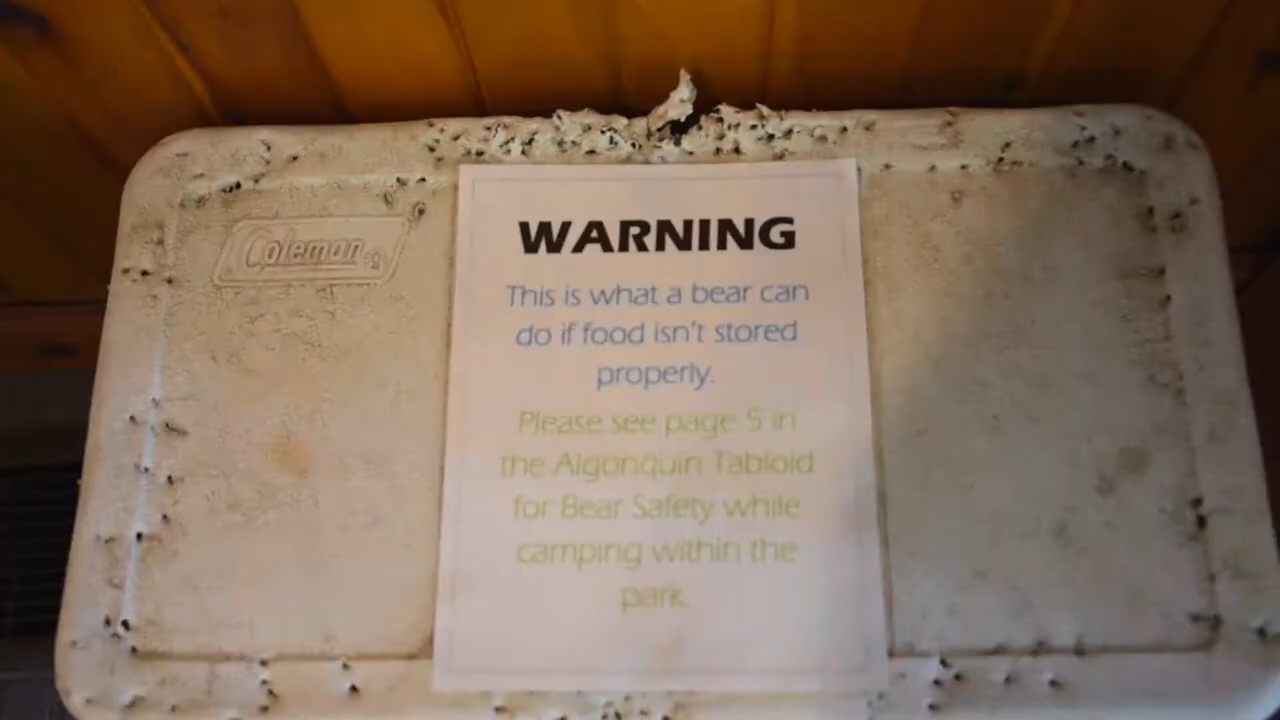 Coleman
WARNING
This is what a bear can
do if food isn't stored
properly.
Please see page 5 in
the Algonquin Tabloid
for Bear Safety while
camping within the
park.